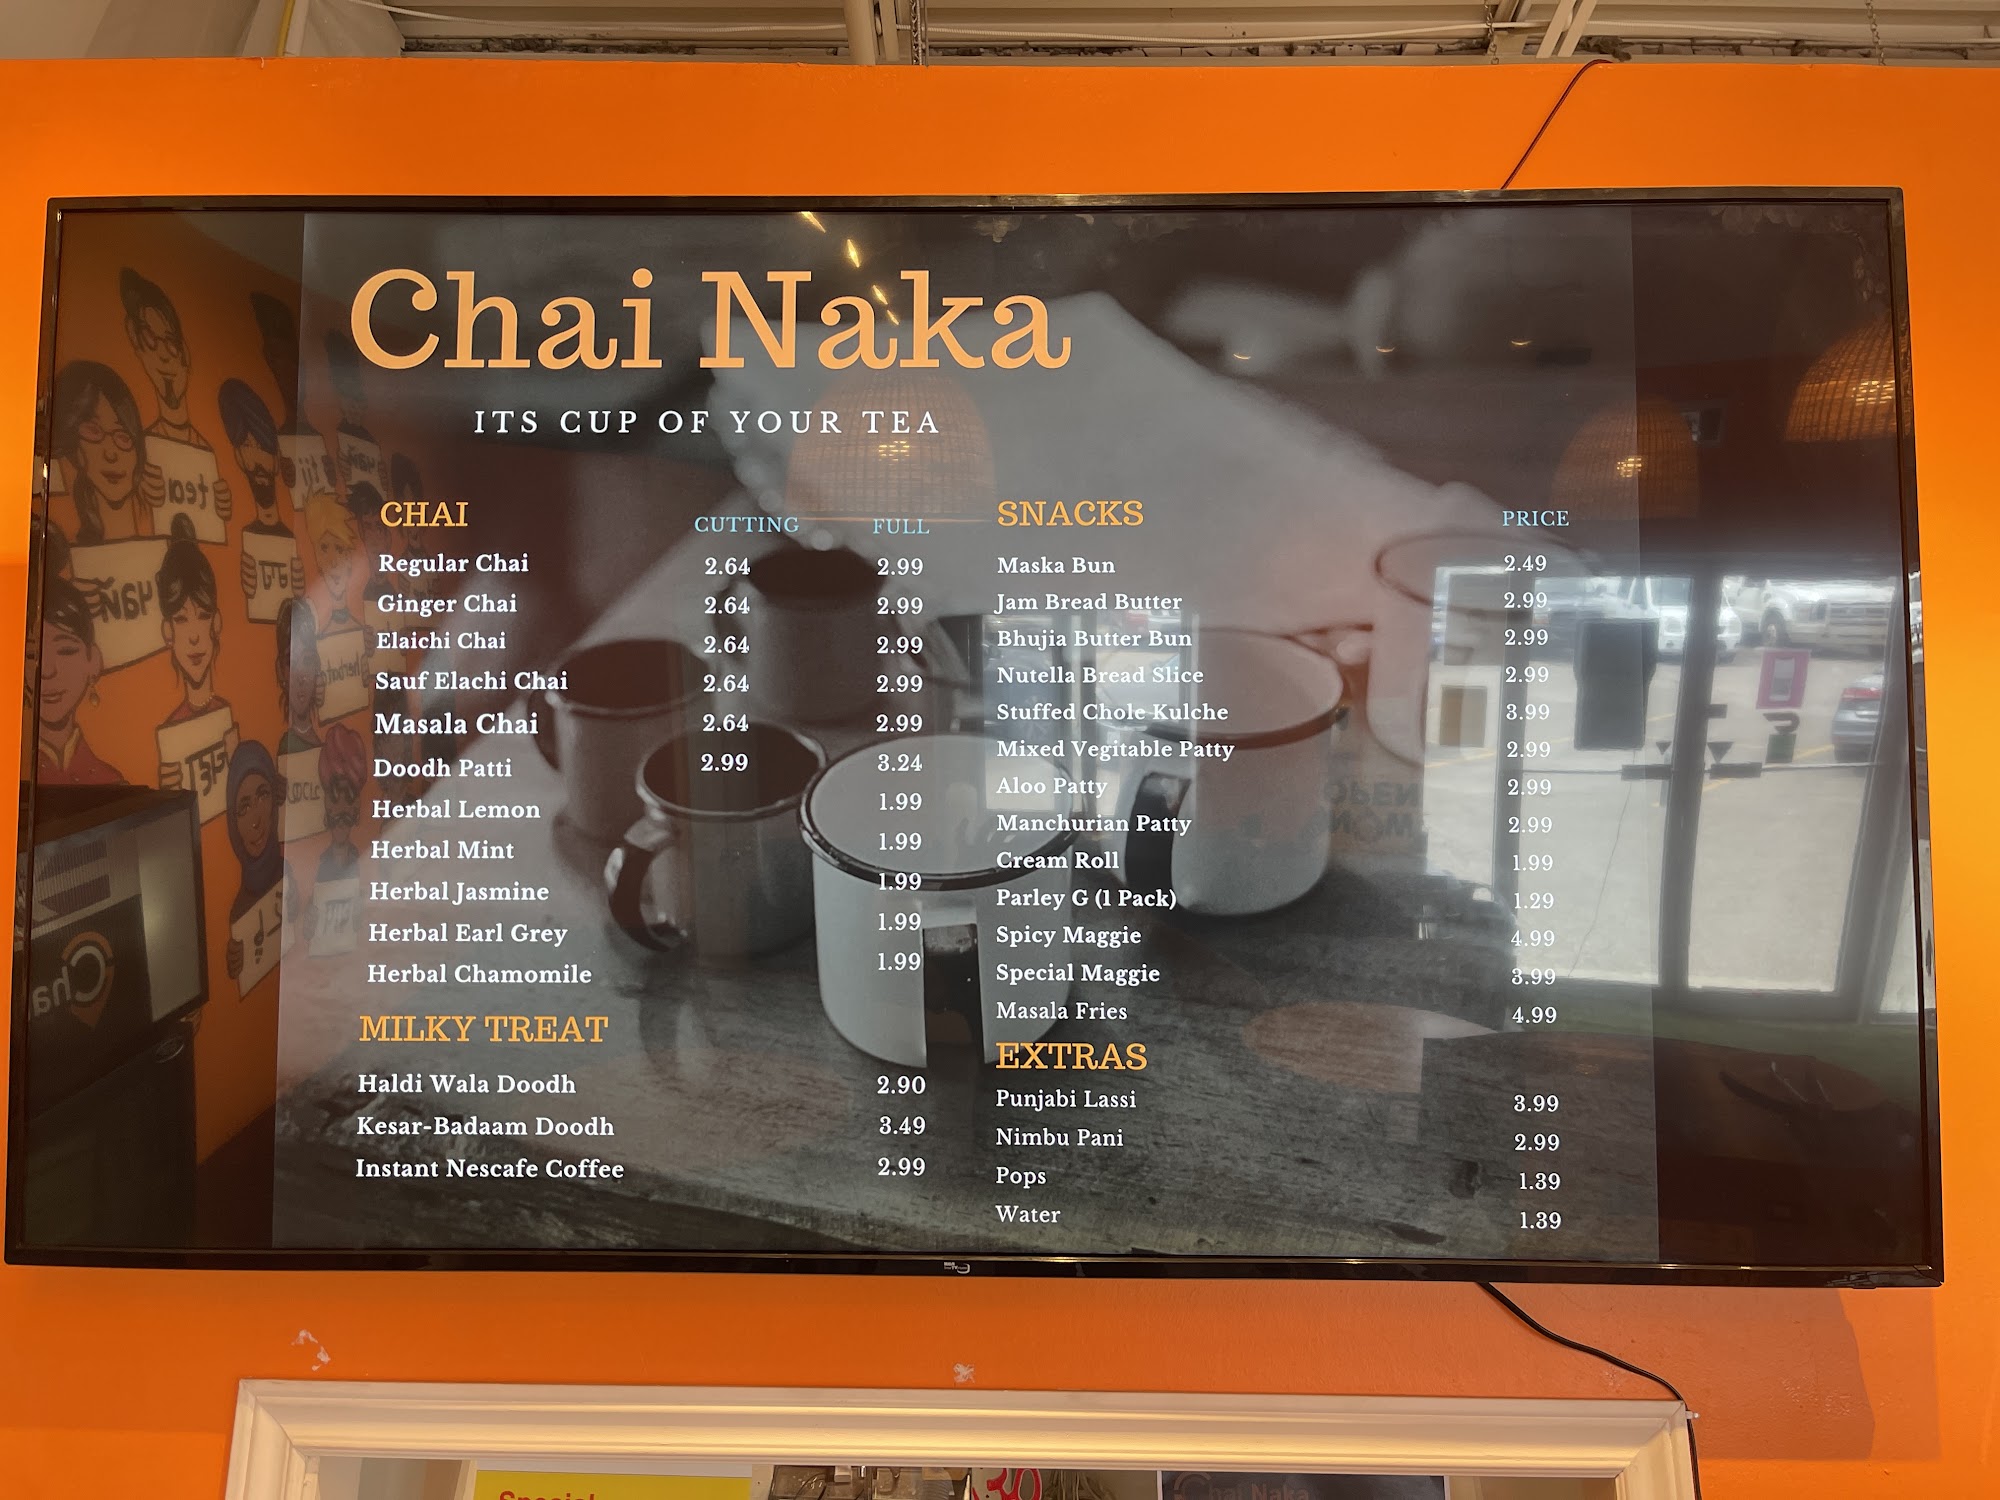 Chai Naka
ITS CUP OF YOUR TEA
CHAI CUTTING FULL
Regular Chai 2.64 2.99
Ginger Chai 2.64 2.99
Elaichi Chai 2.64 2.99
Sauf Elachi Chai 2.64 2.99
Masala Chai 2.64 2.99
Doodh Patti 2.99 3.24
Herbal Lemon 1.99
Herbal Mint 1.99
Herbal Jasmine 1.99
Herbal Earl Grey 1.99
Herbal Chamomile 1.99
MILKY TREAT
Haldi Wala Doodh 2.90
Kesar-Badaam Doodh 3.49
Instant Nescafe Coffee 2.99
SNACKS PRICE
Maska Bun 2.49
Jam Bread Butter 2.99
Bhujia Butter Bun 2.99
Nutella Bread Slice 2.99
Stuffed Chole Kulche 3.99
Mixed Vegitable Patty 2.99
Aloo Patty 2.99
Manchurian Patty 2.99
Cream Roll 1.99
Parley G (1 Pack) 1.29
Spicy Maggie 4.99
Special Maggie 3.99
Masala Fries 4.99
EXTRAS
Punjabi Lassi 3.99
Nimbu Pani 2.99
Pops 1.39
Water 1.39
Special
Chai Naka